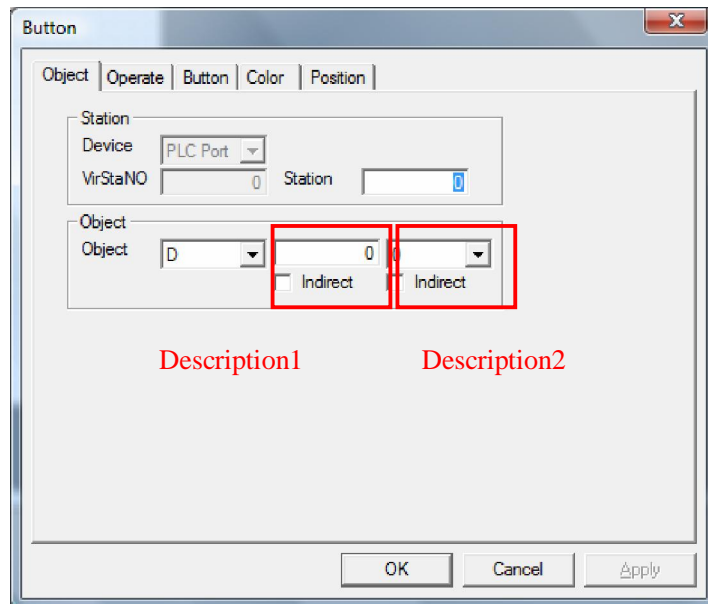 Button
Object Operate Button Color Position
Station
Device PLC Port
VirStaNO 0 Station 0
Object
Object D 0 0
Indirect Indirect
Description1 Description2
OK Cancel Apply